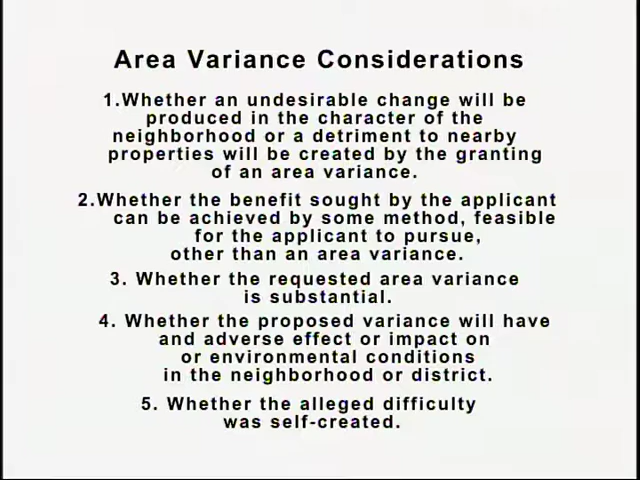 Area Variance Considerations
1.Whether an undesirable change will be
produced in the character of the
neighborhood or a detriment to nearby
properties will be created by the granting
of an area variance.
2.Whether the benefit sought by the applicant
can be achieved by some method, feasible
for the applicant to pursue,
other than an area variance.
3. Whether the requested area variance
is substantial.
4. Whether the proposed variance will have
and adverse effect or impact on
or environmental conditions
in the neighborhood or district.
5. Whether the alleged difficulty
was self-created.